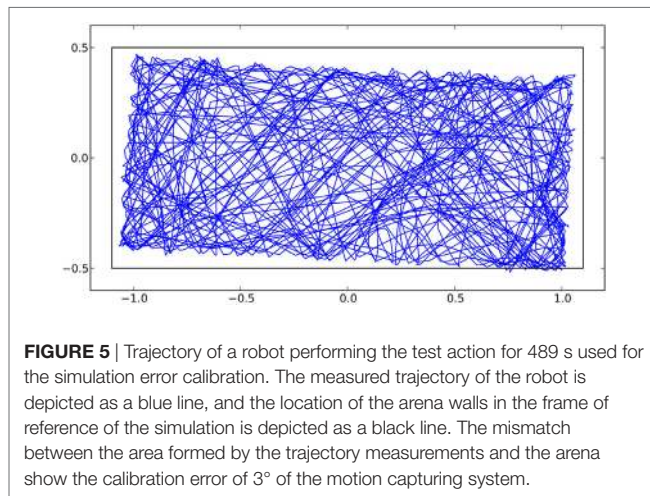 0.5
0.0
−0.5
−1.0 −0.5 0.0 0.5 1.0
FIGURE 5 | Trajectory of a robot performing the test action for 489 s used for
the simulation error calibration. The measured trajectory of the robot is
depicted as a blue line, and the location of the arena walls in the frame of
reference of the simulation is depicted as a black line. The mismatch
between the area formed by the trajectory measurements and the arena
show the calibration error of 3° of the motion capturing system.